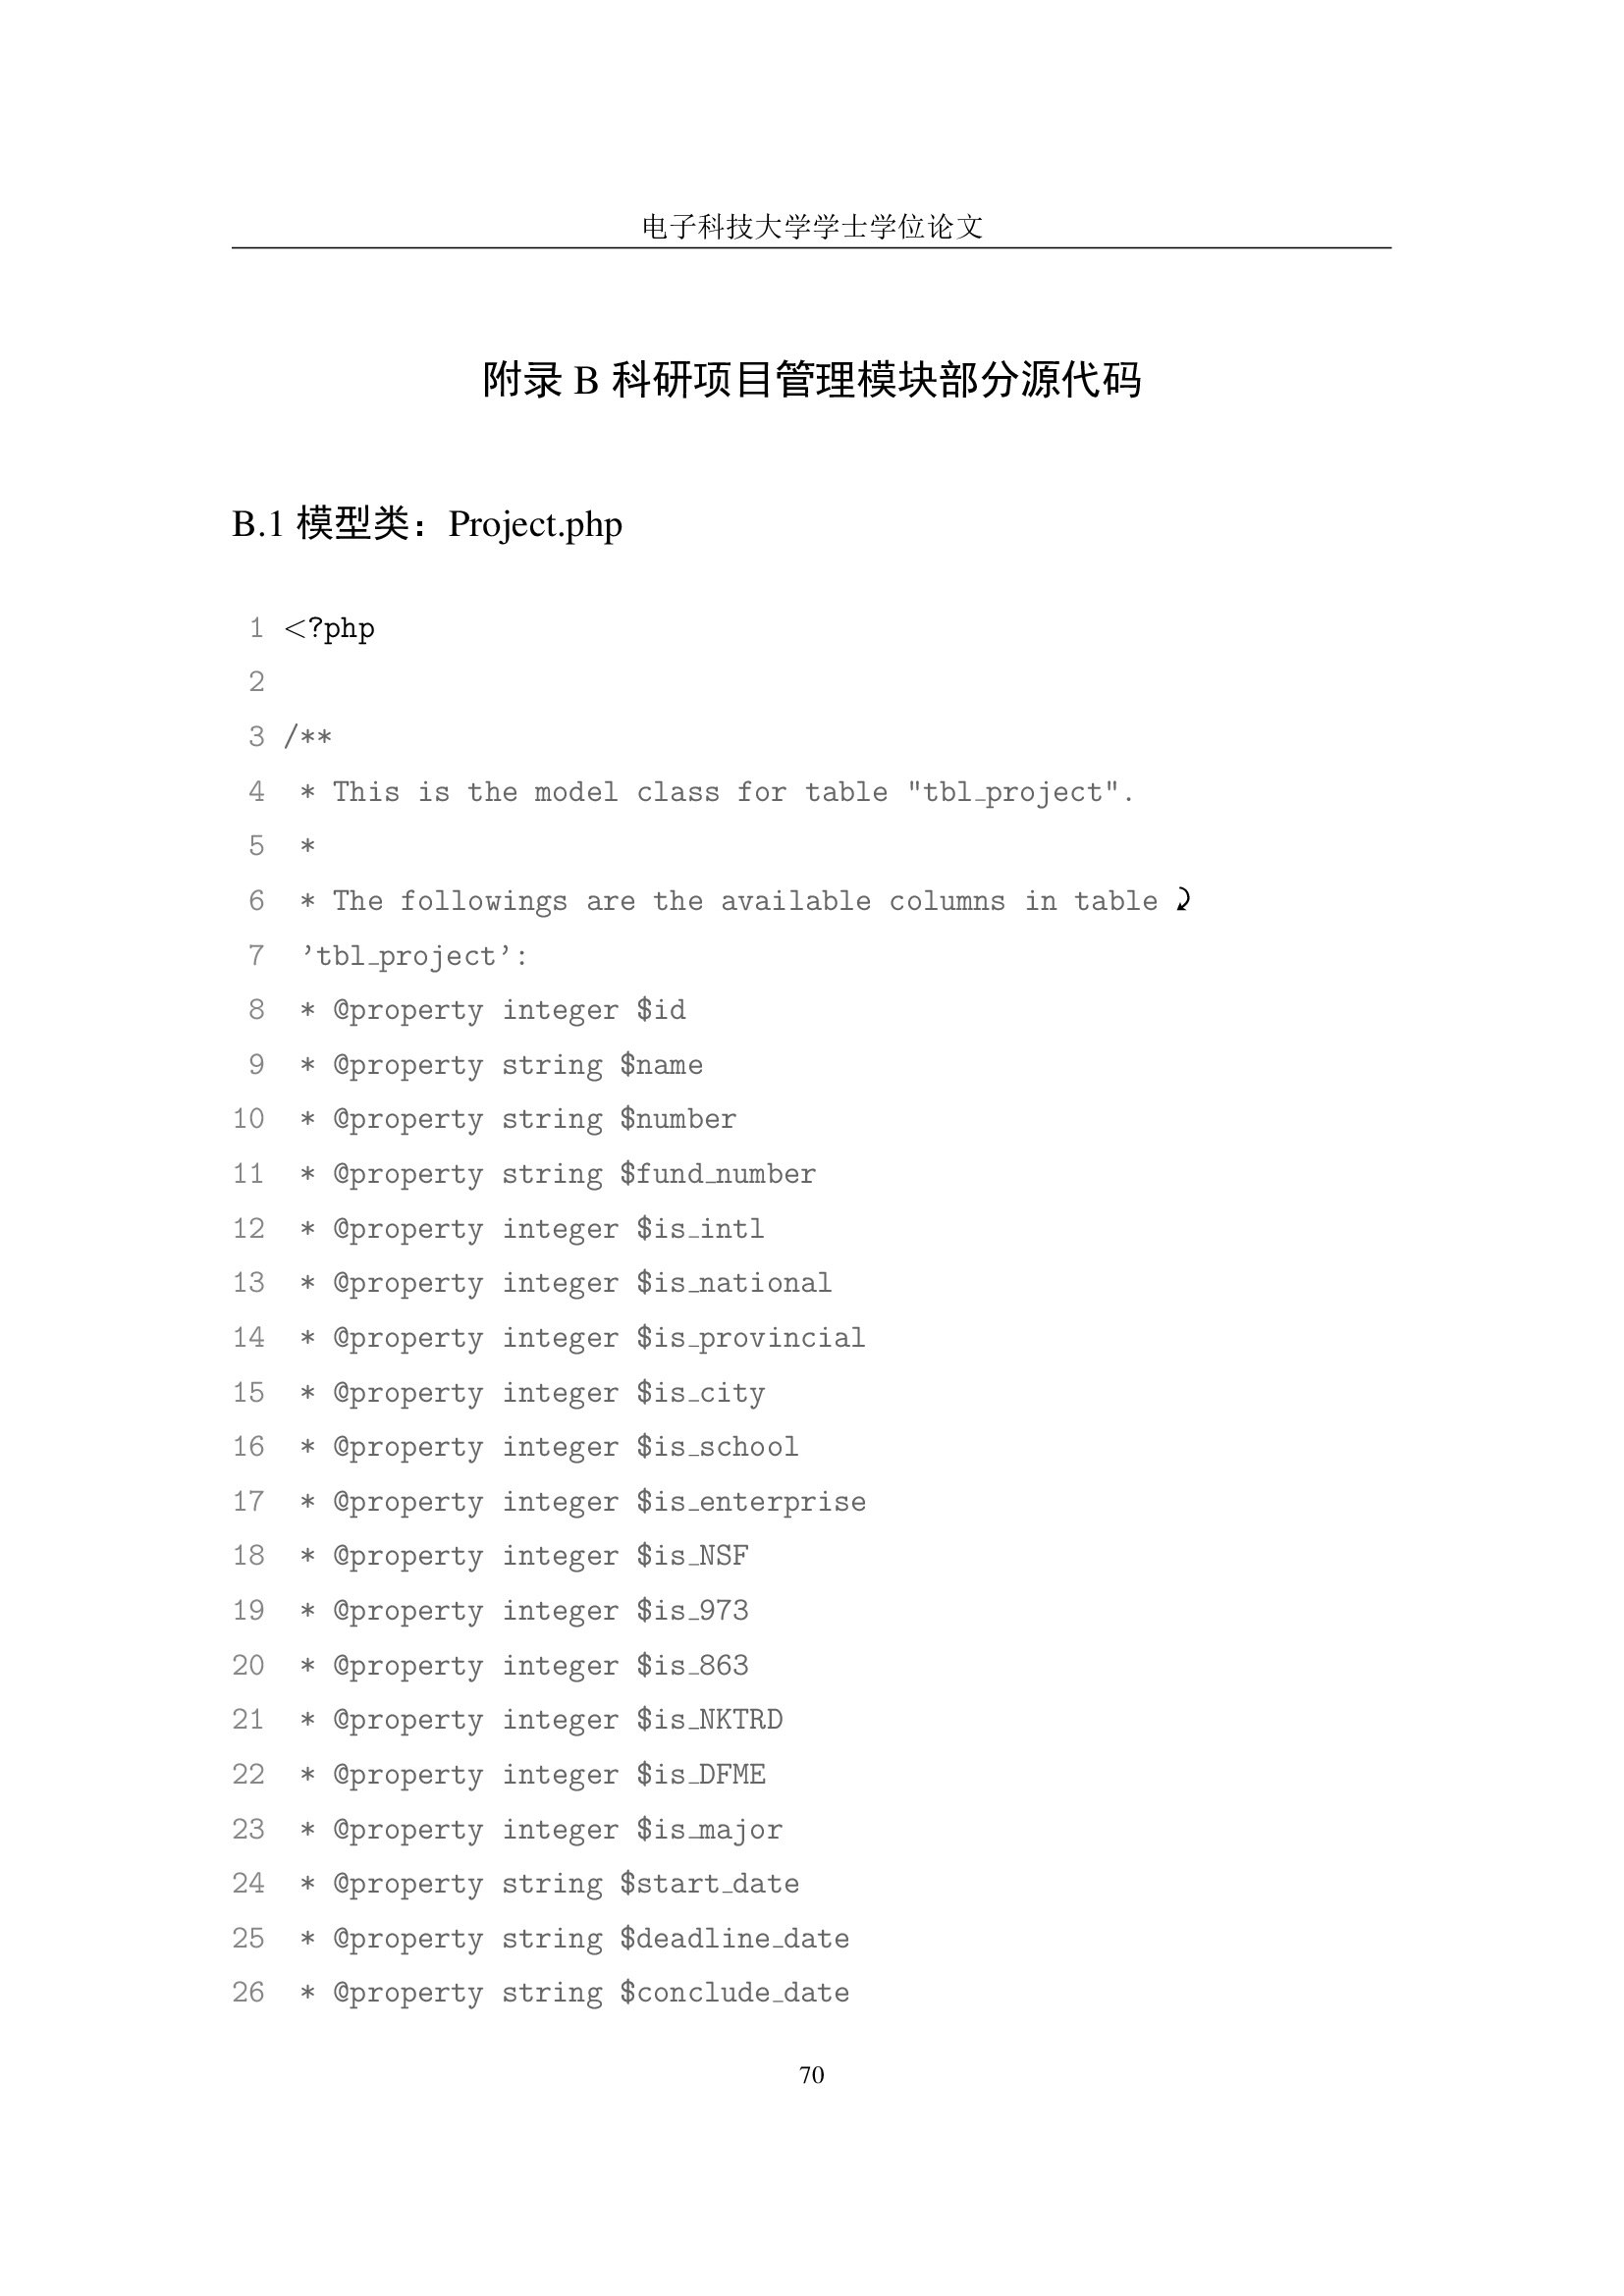 电子科技大学学士学位论文
附录 B 科研项目管理模块部分源代码
B.1 模型类：Project.php
1 <?php
2
3 /**
4  * This is the model class for table "tbl_project".
5  *
6  * The followings are the available columns in table ⤸
7  'tbl_project':
8  * @property integer $id
9  * @property string $name
10  * @property string $number
11  * @property string $fund_number
12  * @property integer $is_intl
13  * @property integer $is_national
14  * @property integer $is_provincial
15  * @property integer $is_city
16  * @property integer $is_school
17  * @property integer $is_enterprise
18  * @property integer $is_NSF
19  * @property integer $is_973
20  * @property integer $is_863
21  * @property integer $is_NKTRD
22  * @property integer $is_DFME
23  * @property integer $is_major
24  * @property string $start_date
25  * @property string $deadline_date
26  * @property string $conclude_date
70